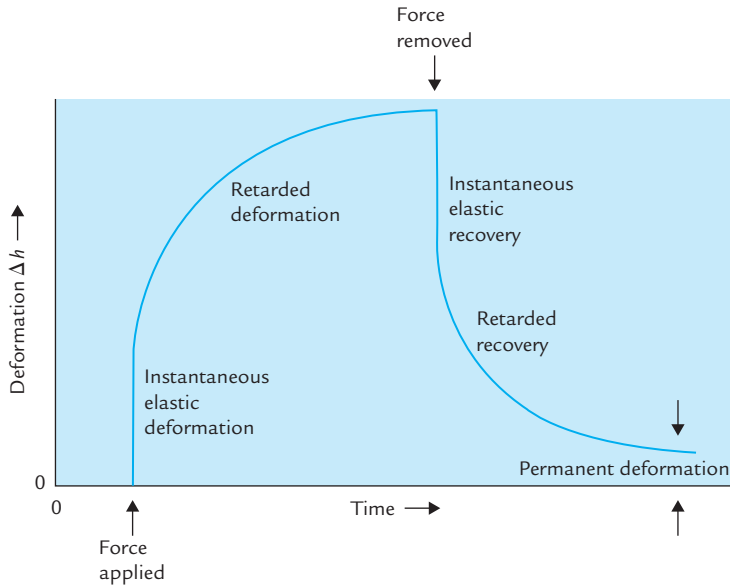 Force
removed
Retarded
deformation
Instantaneous
elastic
recovery
Deformation Δh
Retarded
recovery
Instantaneous
elastic
deformation
Permanent deformation
0
0
Time
Force
applied